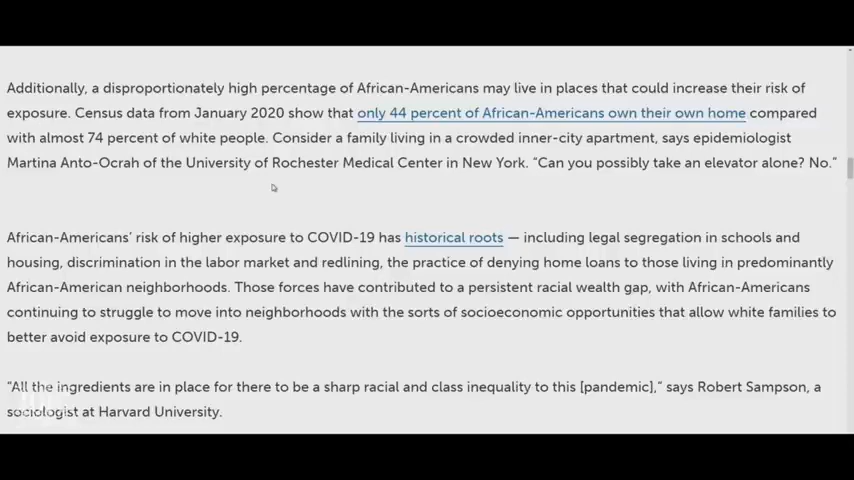 Additionally, a disproportionately high percentage of African-Americans may live in places that could increase their risk of
exposure. Census data from January 2020 show that only 44 percent of African-Americans own their own home compared
with almost 74 percent of white people. Consider a family living in a crowded inner-city apartment, says epidemiologist
Martina Anto-Ocrah of the University of Rochester Medical Center in New York. “Can you possibly take an elevator alone? No.”
African-Americans’ risk of higher exposure to COVID-19 has historical roots — including legal segregation in schools and
housing, discrimination in the labor market and redlining, the practice of denying home loans to those living in predominantly
African-American neighborhoods. Those forces have contributed to a persistent racial wealth gap, with African-Americans
continuing to struggle to move into neighborhoods with the sorts of socioeconomic opportunities that allow white families to
better avoid exposure to COVID-19.
“All the ingredients are in place for there to be a sharp racial and class inequality to this [pandemic],” says Robert Sampson, a
sociologist at Harvard University.